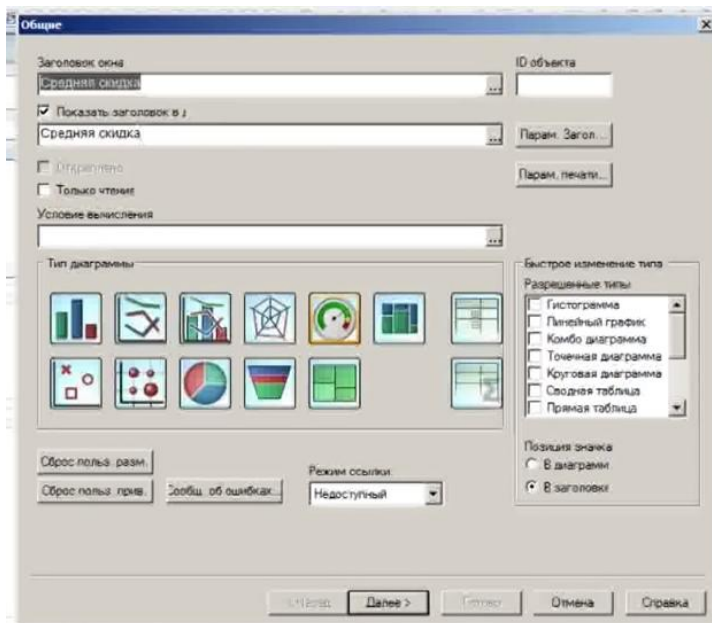 Общие
Заголовок окна
ID объекта
Средняя скидка
...
Показать заголовок в д
Средняя скидка
...
Парам. Загол...
Откреплено
Парам. печати...
Только чтение
Условие вычисления
...
Тип диаграммы
Быстрое изменение типа
Разрешенные типы
Гистограмма
Линейный график
Комбо диаграмма
Точечная диаграмма
Круговая диаграмма
Сводная таблица
Прямая таблица
Сброс польз. разм.
Сброс польз. прив.
Сообщ. об ошибках...
Режим ссылки
Недоступный
Позиция значка
В диаграмм
В заголовке
< Назад
Далее >
Готово
Отмена
Справка